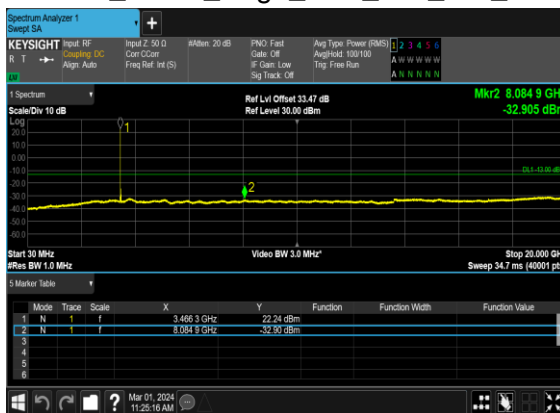 Spectrum Analyzer 1
Swept SA
+
KEYSIGHT Input: RF Input Z: 50 Ω #Atten: 20 dB PNO: Fast Avg Type: Power (RMS) 1 2 3 4 5 6
R T Coupling: DC Corr CCorr Gate: Off Avg|Hold: 100/100 A W W W W W
Align: Auto Freq Ref: Int (S) IF Gain: Low Trig: Free Run A N N N N N
Sig Track: Off
LU
1 Spectrum Ref Lvl Offset 33.47 dB Mkr2 8.084 9 GH
Scale/Div 10 dB Ref Level 30.00 dBm -32.905 dBr
Log
20.0
10.0
0.00
-10.0
-20.0
-30.0
-40.0
-50.0
-60.0
1
2
DL1 -13.00 dB
Start 30 MHz Video BW 3.0 MHz* Stop 20.000 GH
#Res BW 1.0 MHz Sweep 34.7 ms (40001 pt
5 Marker Table
Mode Trace Scale X Y Function Function Width Function Value
1 N 1 f 3.466 3 GHz 22.24 dBm
2 N 1 f 8.084 9 GHz -32.90 dBm
3
4
5
6
? Mar 01, 2024
11:25:16 AM